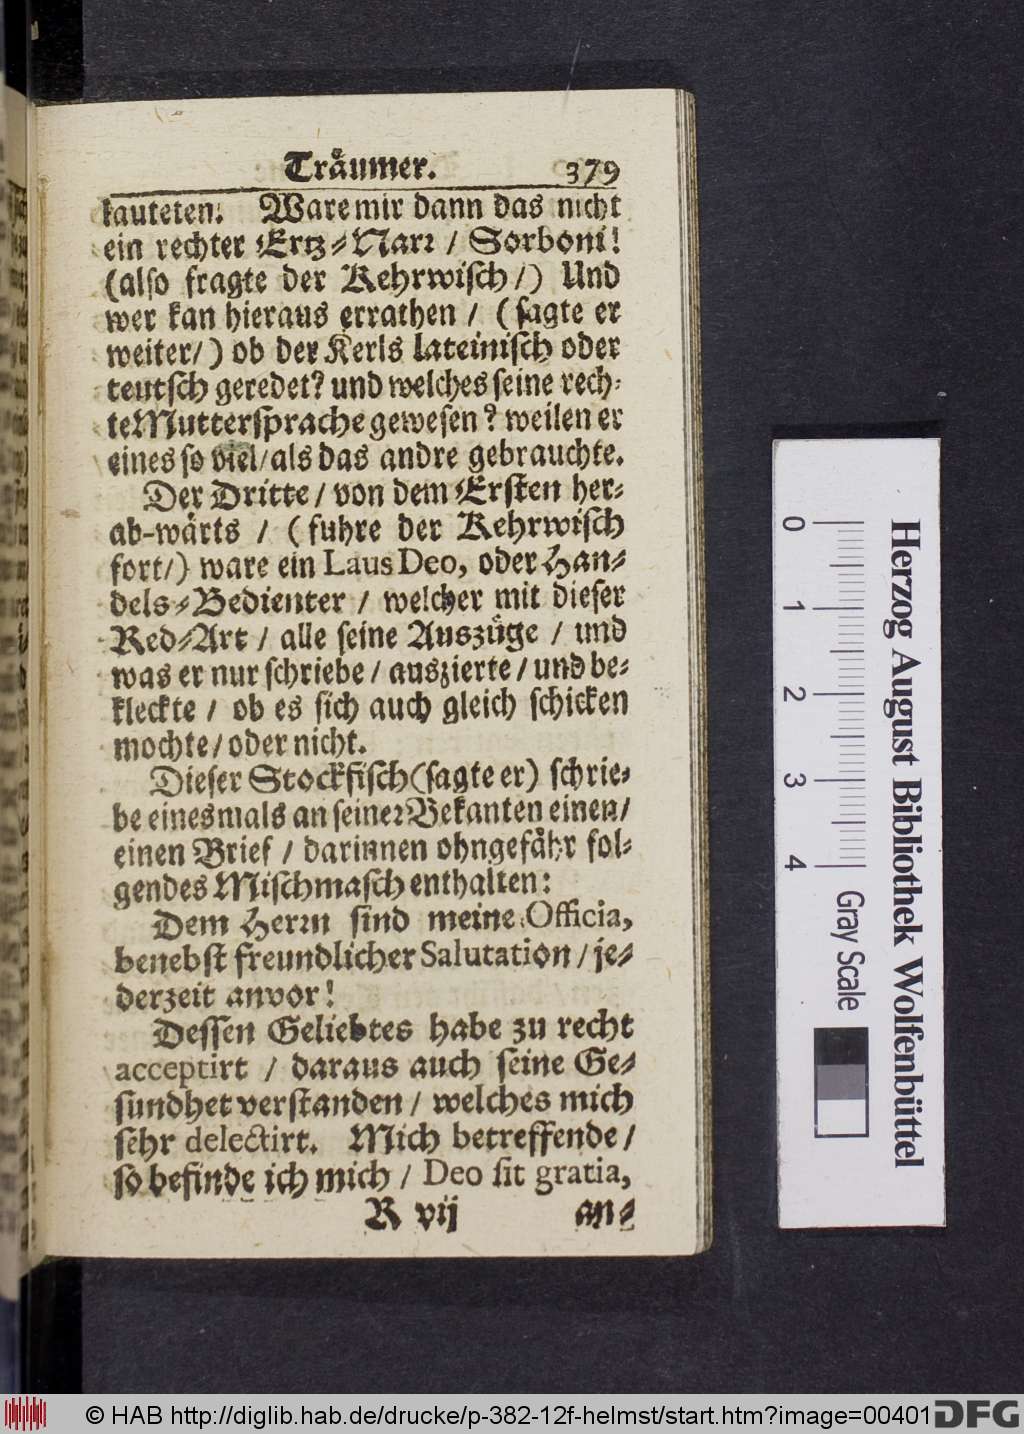 Träumer. 379
kauteten. Ware mir dann das nicht
ein rechter Ertz-Narr / Sorboni!
(also fragte der Kehrwisch/) Und
wer kan hieraus errathen / (sagte er
weiter/) ob der Kerls lateinisch oder
teutsch geredet? und welches seine rech-
te Muttersprache gewesen? weilen er
eines so viel/als das andre gebrauchte.
Der Dritte / von dem Ersten her-
ab-wärts / (fuhre der Kehrwisch
fort/) ware ein Laus Deo, oder Han-
dels-Bedienter / welcher mit dieser
Red-Art / alle seine Auszüge / und
was er nur schriebe / auszierte / und be-
kleckte / ob es sich auch gleich schicken
mochte / oder nicht.
Dieser Stockfisch (sagte er) schrie-
be einesmals an seiner Bekanten einen/
einen Brief / darinnen ohngefähr fol-
gendes Mischmasch enthalten:
Dem Herrn sind meine Officia,
benebst freundlicher Salutation / je-
derzeit anvor!
Dessen Geliebtes habe zu recht
acceptirt / daraus auch seine Ge-
sundhet verstanden / welches mich
sehr delectirt. Mich betreffende /
so befinde ich mich / Deo sit gratia,
R vij an-
Herzog August Bibliothek Wolfenbüttel
0 1 2 3 4 Gray Scale
© HAB http://diglib.hab.de/drucke/p-382-12f-helmst/start.htm?image=00401 DFG